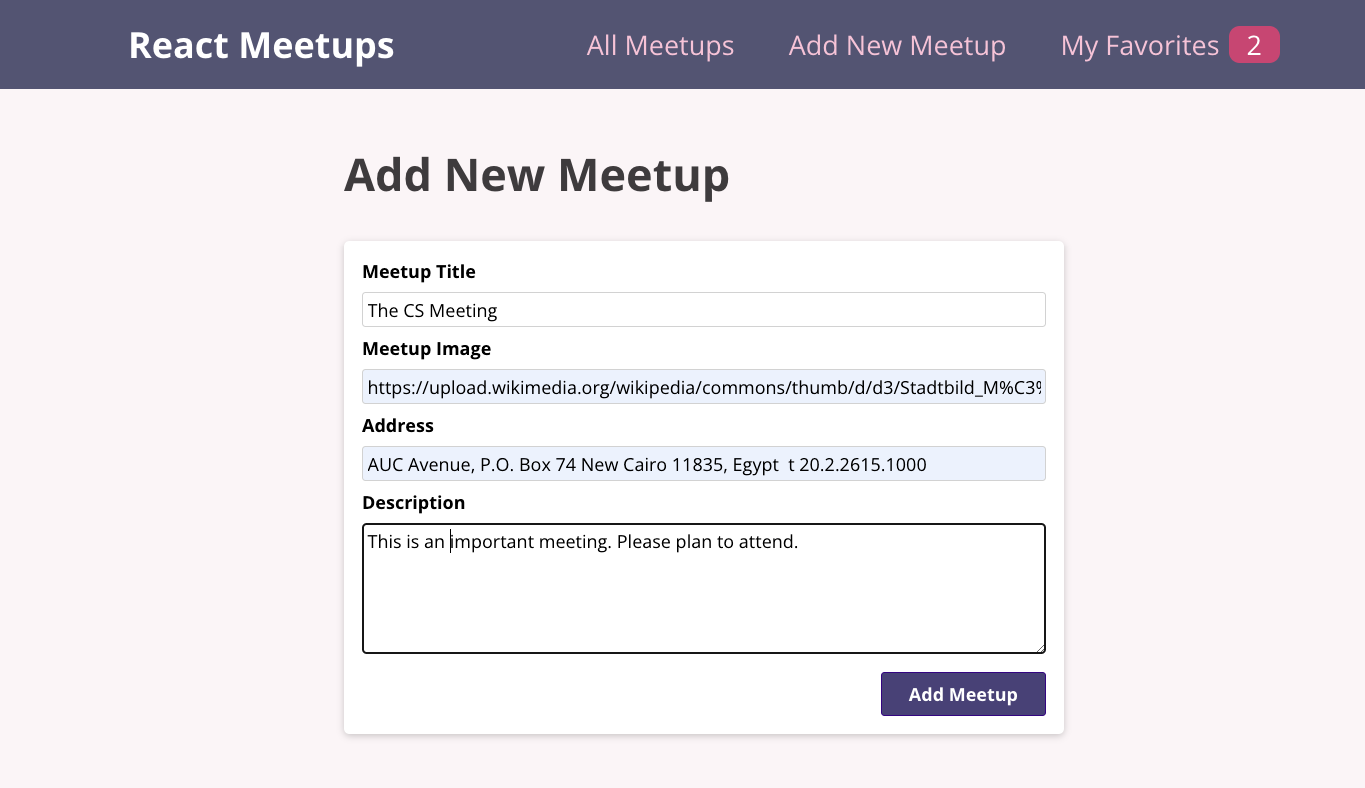 React Meetups
All Meetups
Add New Meetup
My Favorites 2
Add New Meetup
Meetup Title
The CS Meeting
Meetup Image
https://upload.wikimedia.org/wikipedia/commons/thumb/d/d3/Stadtbild_M%C3%
Address
AUC Avenue, P.O. Box 74 New Cairo 11835, Egypt  t 20.2.2615.1000
Description
This is an important meeting. Please plan to attend.
Add Meetup